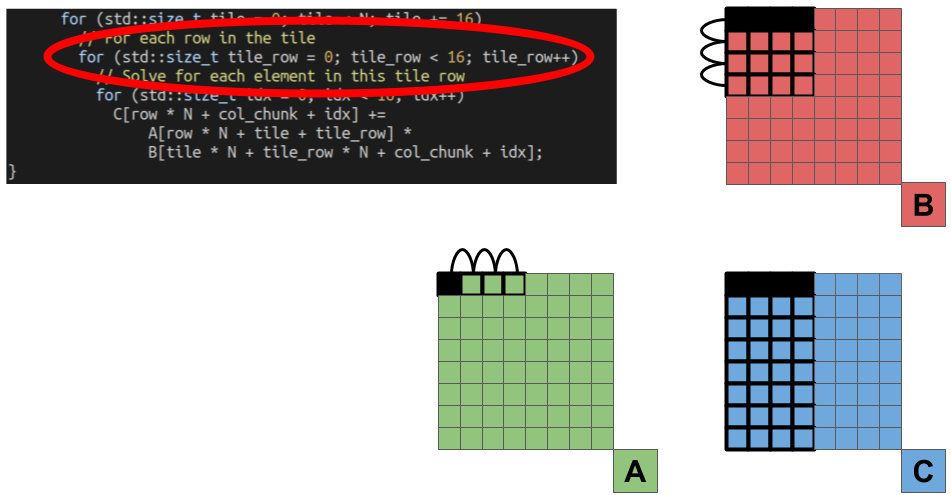 for (std::size_t tile = 0; tile < N; tile += 16)
// For each row in the tile
for (std::size_t tile_row = 0; tile_row < 16; tile_row++)
// Solve for each element in this tile row
for (std::size_t idx = 0; idx < 16; idx++)
C[row * N + col_chunk + idx] +=
A[row * N + tile + tile_row] *
B[tile * N + tile_row * N + col_chunk + idx];
}
B
A
C